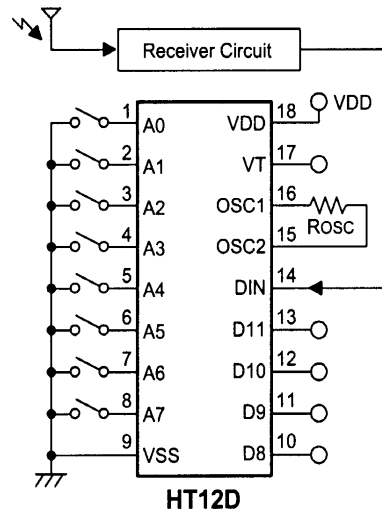 Receiver Circuit
VDD
1 A0 VDD 18
2 A1 VT 17
3 A2 OSC1 16
ROSC
4 A3 OSC2 15
5 A4 DIN 14
6 A5 D11 13
7 A6 D10 12
8 A7 D9 11
9 VSS D8 10
HT12D